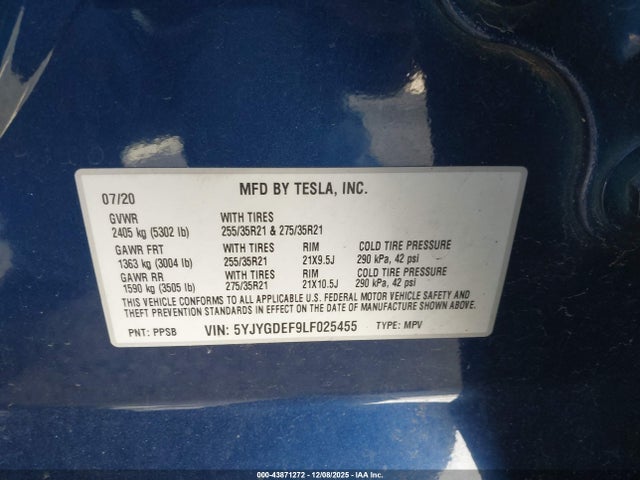 MFD BY TESLA, INC.
07/20
GVWR WITH TIRES
2405 kg (5302 lb) 255/35R21 & 275/35R21
GAWR FRT WITH TIRES RIM COLD TIRE PRESSURE
1363 kg (3004 lb) 255/35R21 21X9.5J 290 kPa, 42 psi
GAWR RR WITH TIRES RIM COLD TIRE PRESSURE
1590 kg (3505 lb) 275/35R21 21X10.5J 290 kPa, 42 psi
THIS VEHICLE CONFORMS TO ALL APPLICABLE U.S. FEDERAL MOTOR VEHICLE SAFETY AND
THEFT PREVENTION STANDARDS IN EFFECT ON THE DATE OF MANUFACTURE SHOWN ABOVE.
PNT: PPSB VIN: 5YJYGDEF9LF025455 TYPE: MPV
00-43871272 | 12/08/2025 | IAA Inc.